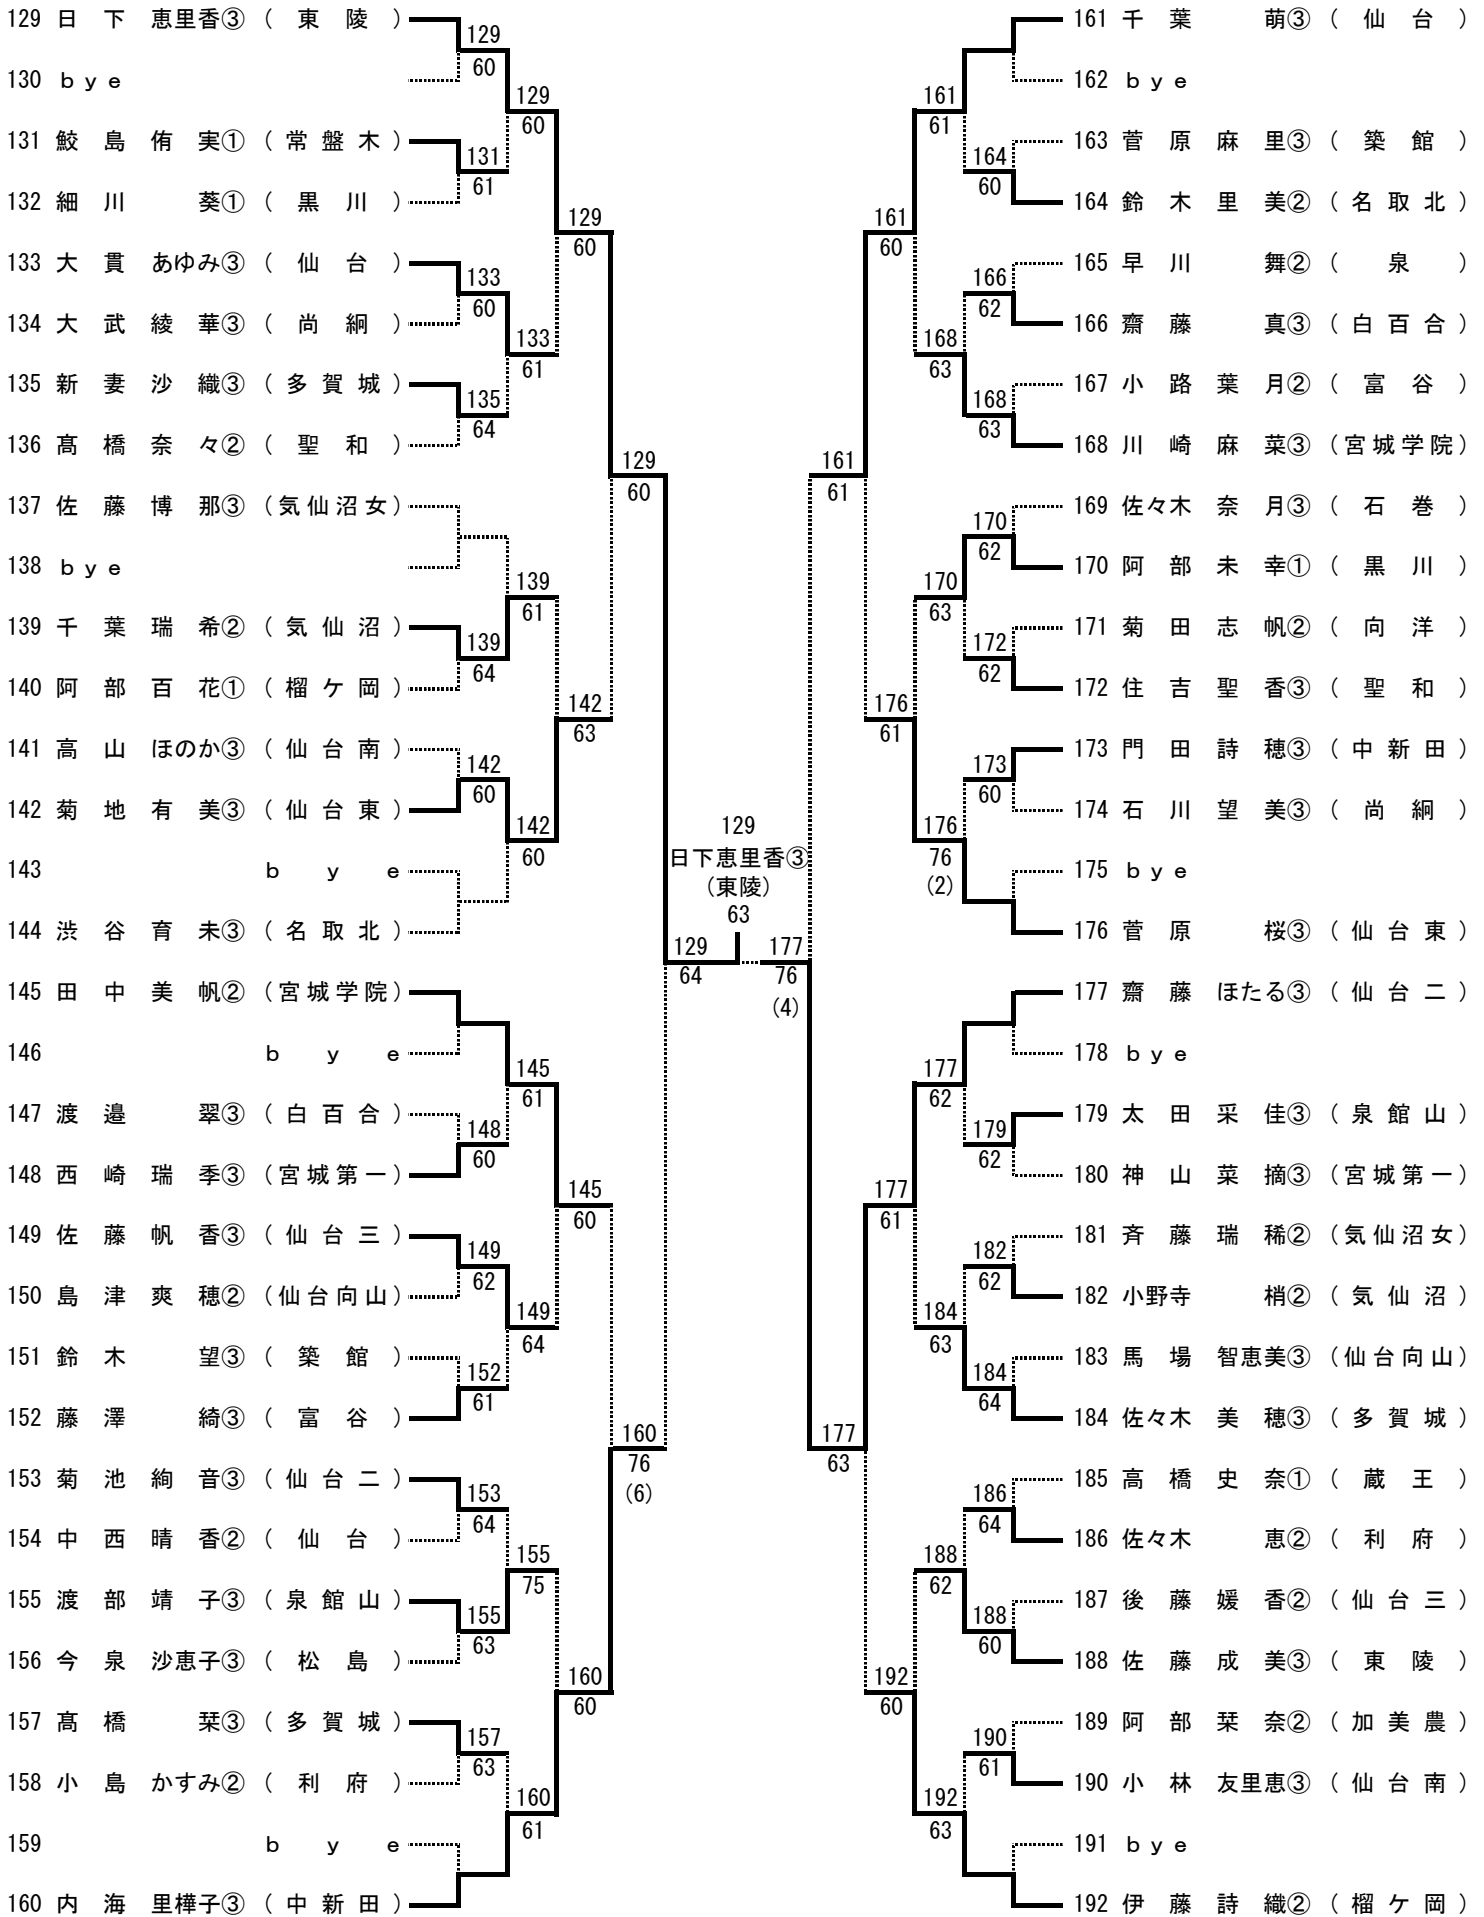 129 日下 恵里香③ (東陵)
130 bye
131 鮫島侑実① (常盤木)
132 細川 葵① (黒川)
133 大貫 あゆみ③ (仙台)
134 大武綾華③ (尚絅)
135 新妻沙織③ (多賀城)
136 髙橋奈々② (聖和)
137 佐藤博那③ (気仙沼女)
138 bye
139 千葉瑞希② (気仙沼)
140 阿部百花① (榴ケ岡)
141 高山 ほのか③ (仙台南)
142 菊地有美③ (仙台東)
143 bye
144 渋谷育未③ (名取北)
145 田中美帆② (宮城学院)
146 bye
147 渡邉 翠③ (白百合)
148 西崎瑞季③ (宮城第一)
149 佐藤帆香③ (仙台三)
150 島津爽穂② (仙台向山)
151 鈴木 望③ (築館)
152 藤澤 綺③ (富谷)
153 菊池絢音③ (仙台二)
154 中西晴香② (仙台)
155 渡部靖子③ (泉館山)
156 今泉 沙恵子③ (松島)
157 髙橋 栞③ (多賀城)
158 小島 かすみ② (利府)
159 bye
160 内海 里樺子③ (中新田)
129
60
131
61
133
60
135
64
139
64
142
60
148
60
149
62
152
61
153
64
155
63
157
63
129
60
133
61
139
61
142
60
145
61
149
64
155
75
160
61
129
60
142
63
145
60
160
60
129
60
160
76
(6)
129
64
129
日下恵里香③
(東陵)
63
177
76
(4)
161
61
177
63
161
60
176
61
177
61
192
60
161
61
168
63
170
63
176
76
(2)
177
62
184
63
188
62
192
63
164
60
166
62
168
63
170
62
172
62
173
60
179
62
182
62
184
64
186
64
188
60
190
61
161 千葉 萌③ (仙台)
162 bye
163 菅原麻里③ (築館)
164 鈴木里美② (名取北)
165 早川 舞② (泉)
166 齋藤 真③ (白百合)
167 小路葉月② (富谷)
168 川崎麻菜③ (宮城学院)
169 佐々木奈月③ (石巻)
170 阿部未幸① (黒川)
171 菊田志帆② (向洋)
172 住吉聖香③ (聖和)
173 門田詩穂③ (中新田)
174 石川望美③ (尚絅)
175 bye
176 菅原 桜③ (仙台東)
177 齋藤 ほたる③ (仙台二)
178 bye
179 太田采佳③ (泉館山)
180 神山菜摘③ (宮城第一)
181 斉藤瑞稀② (気仙沼女)
182 小野寺 梢② (気仙沼)
183 馬場 智恵美③ (仙台向山)
184 佐々木美穂③ (多賀城)
185 高橋史奈① (蔵王)
186 佐々木 恵② (利府)
187 後藤媛香② (仙台三)
188 佐藤成美③ (東陵)
189 阿部栞奈② (加美農)
190 小林 友里恵③ (仙台南)
191 bye
192 伊藤詩織② (榴ケ岡)